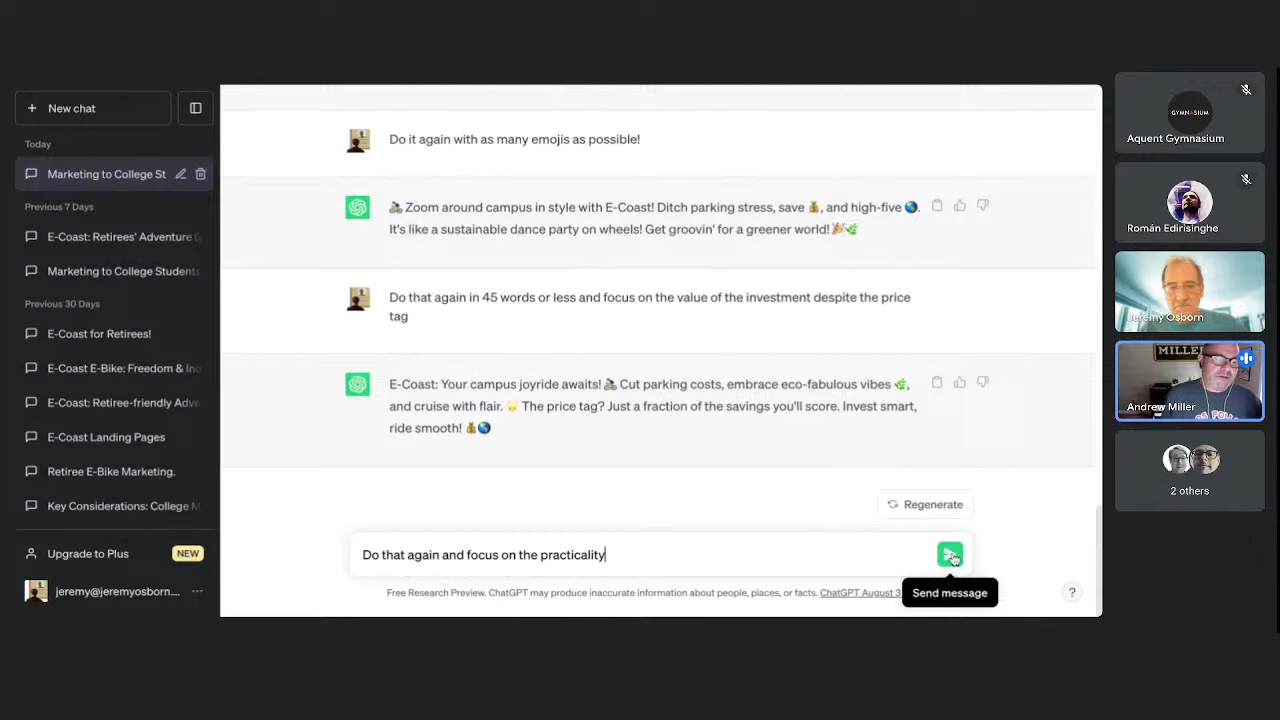 New chat
Today
Marketing to College St
Previous 7 Days
E-Coast: Retirees' Adventure G
Marketing to College Students
Previous 30 Days
E-Coast for Retirees!
E-Coast E-Bike: Freedom & Ind
E-Coast: Retiree-friendly Adve
E-Coast Landing Pages
Retiree E-Bike Marketing.
Key Considerations: College M
Upgrade to Plus NEW
jeremy@jeremyosborn....
Do it again with as many emojis as possible!
🚲 Zoom around campus in style with E-Coast! Ditch parking stress, save 💰, and high-five 🌎.
It's like a sustainable dance party on wheels! Get groovin' for a greener world! 🎉🌿
Do that again in 45 words or less and focus on the value of the investment despite the price
tag
E-Coast: Your campus joyride awaits! 🚲 Cut parking costs, embrace eco-fabulous vibes 🌿,
and cruise with flair. 🌟 The price tag? Just a fraction of the savings you'll score. Invest smart,
ride smooth! 💰🌎
Regenerate
Do that again and focus on the practicality
Free Research Preview. ChatGPT may produce inaccurate information about people, places, or facts. ChatGPT August 3
Send message
?
GYMNASIUM
Aquent Gymnasium
Román Edirisinghe
Jeremy Osborn
MILLER
Andrew Miller
2 others